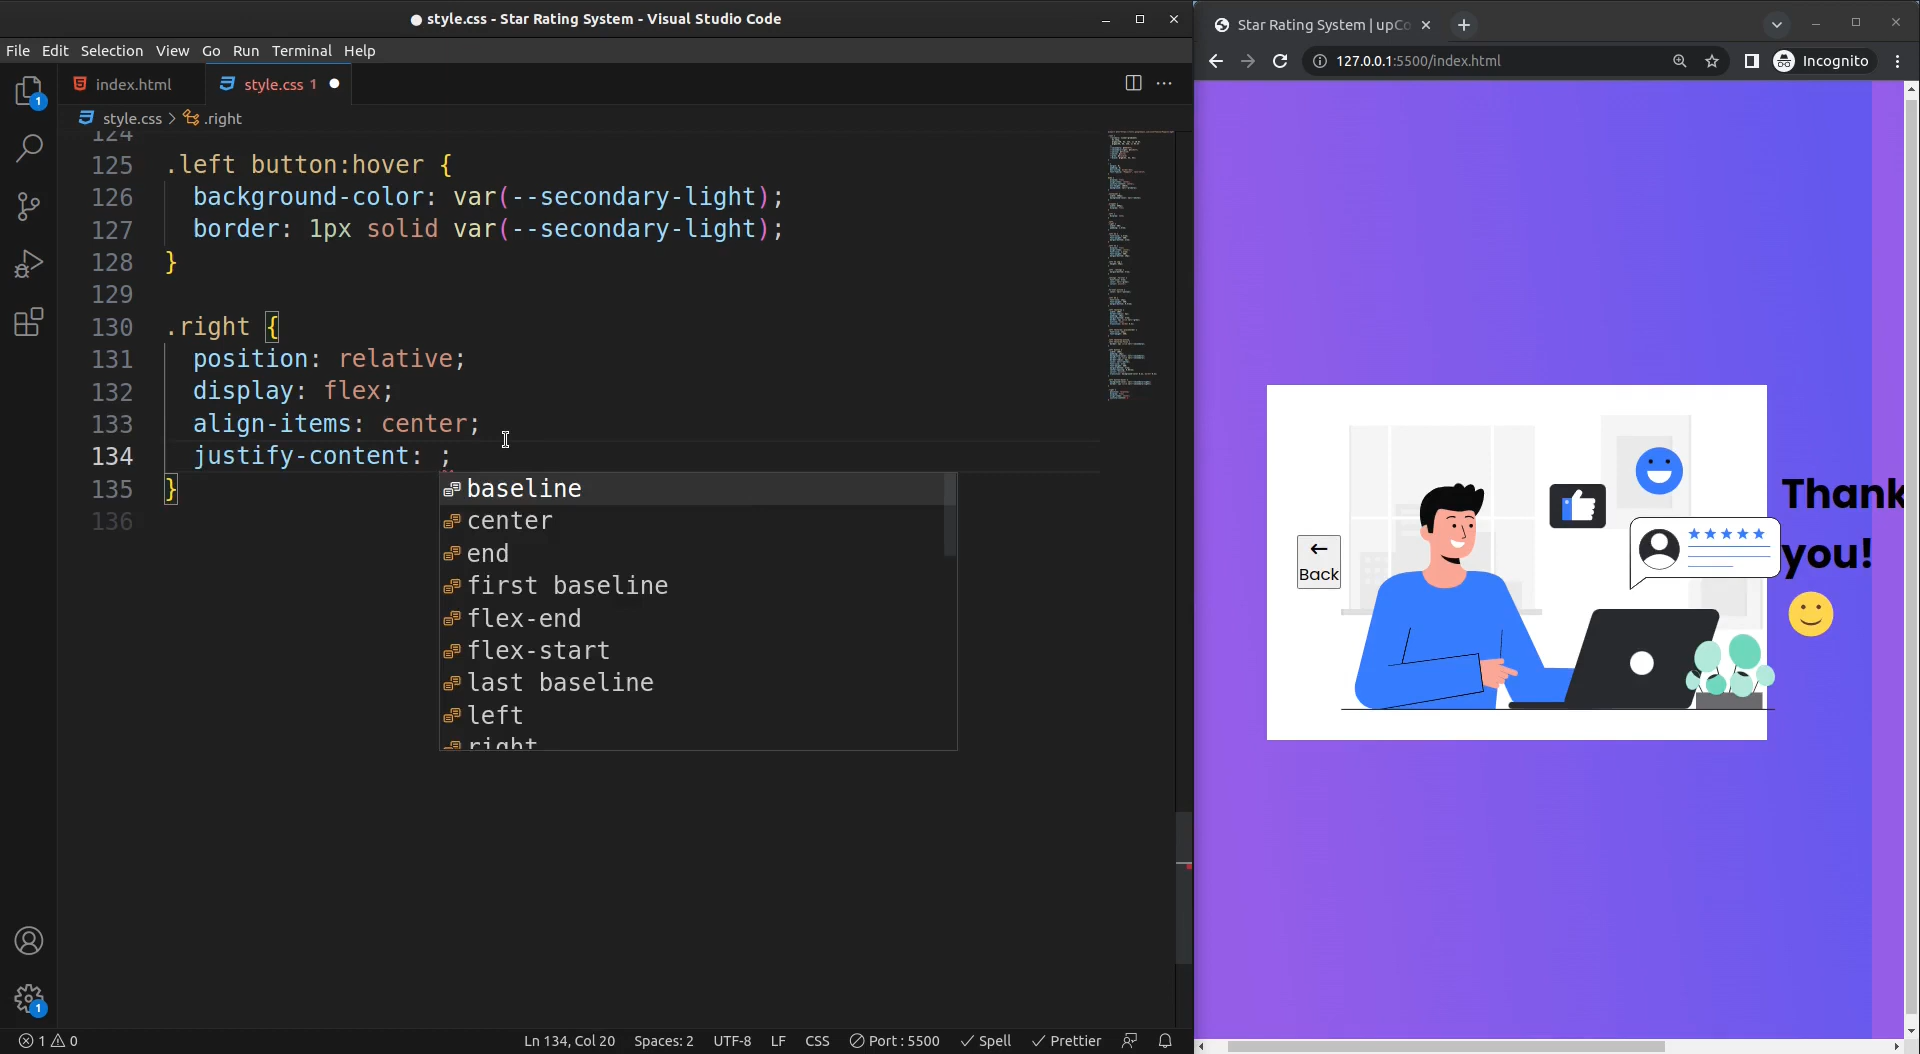 style.css - Star Rating System - Visual Studio Code
File Edit Selection View Go Run Terminal Help
index.html
style.css 1
style.css > .right
124
125 .left button:hover {
126 background-color: var(--secondary-light);
127 border: 1px solid var(--secondary-light);
128 }
129
130 .right {
131 position: relative;
132 display: flex;
133 align-items: center;
134 justify-content: ;
135 }
136
baseline
center
end
first baseline
flex-end
flex-start
last baseline
left
right
1
1
1 0
Ln 134, Col 20 Spaces: 2 UTF-8 LF CSS Port : 5500 Spell Prettier
Star Rating System | upCo
127.0.0.1:5500/index.html
Incognito
Back
Thank
you!